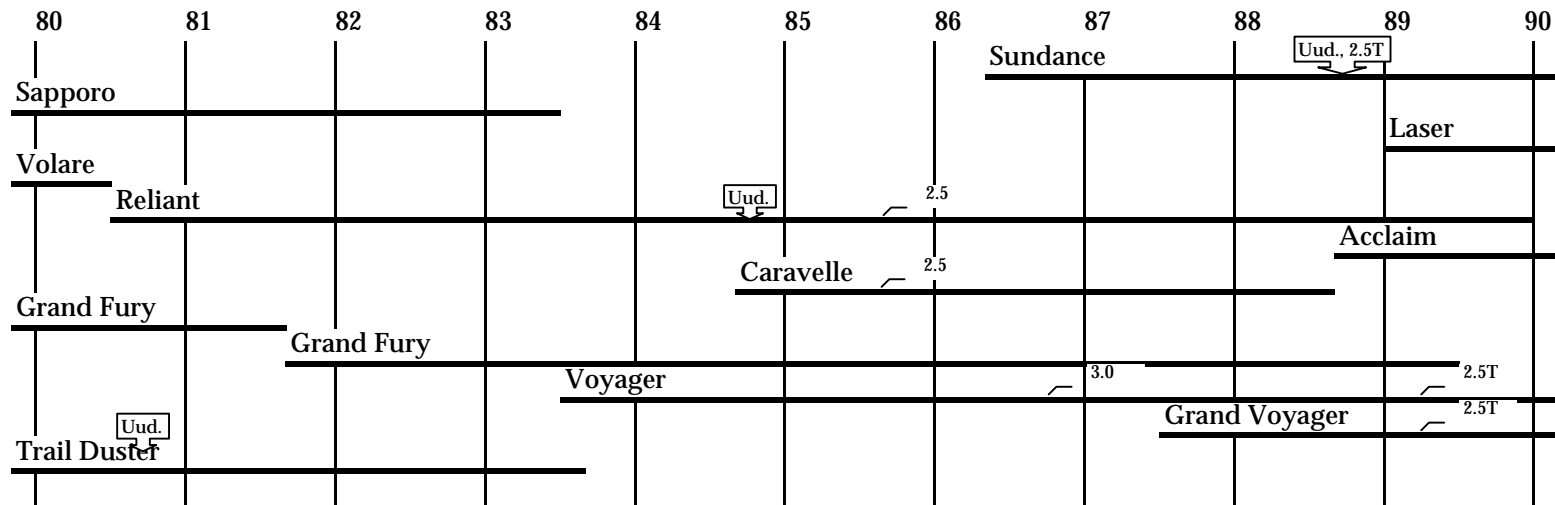 80 81 82 83 84 85 86 87 88 89 90
Uud., 2.5T
Sundance
Sapporo
Laser
Volare
Reliant
Uud.
2.5
Acclaim
Caravelle
2.5
Grand Fury
Grand Fury
Voyager
3.0
2.5T
Grand Voyager
2.5T
Uud.
Trail Duster